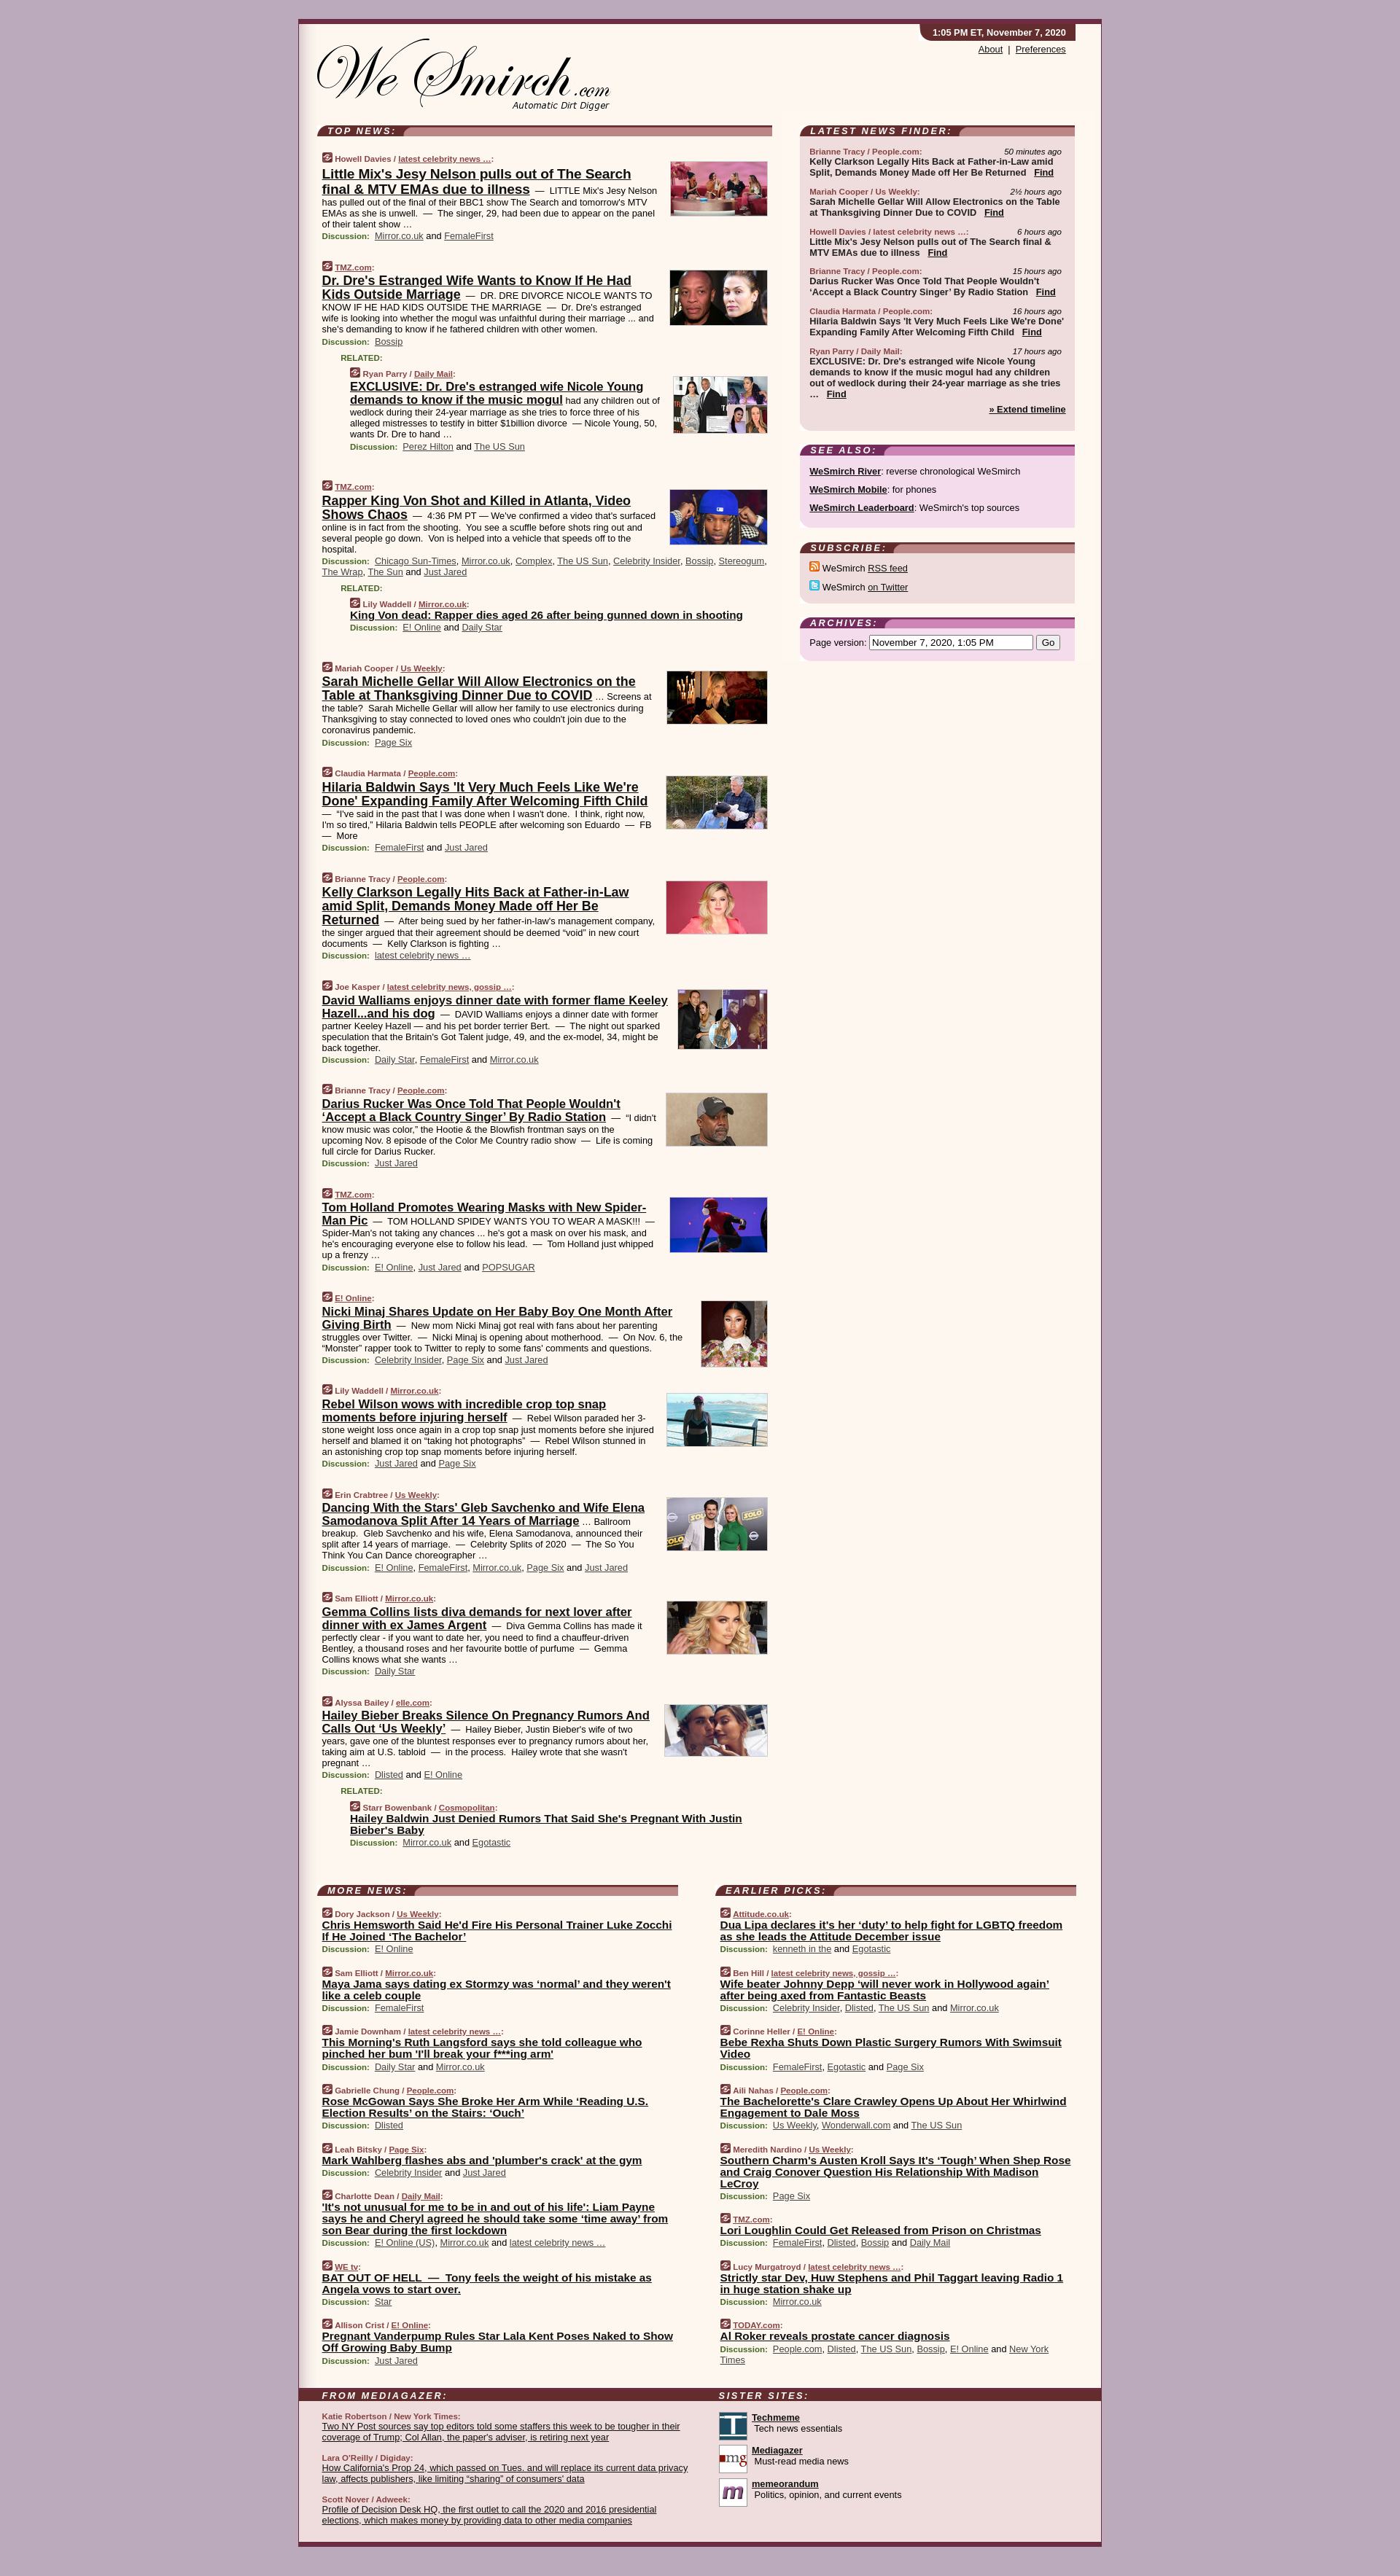 1:05 PM ET, November 7, 2020
About | Preferences
We Smirch.com
Automatic Dirt Digger
TOP NEWS:
Howell Davies / latest celebrity news …:
Little Mix's Jesy Nelson pulls out of The Search
final & MTV EMAs due to illness — LITTLE Mix's Jesy Nelson
has pulled out of the final of their BBC1 show The Search and tomorrow's MTV
EMAs as she is unwell. — The singer, 29, had been due to appear on the panel
of their talent show …
Discussion: Mirror.co.uk and FemaleFirst
TMZ.com:
Dr. Dre's Estranged Wife Wants to Know If He Had
Kids Outside Marriage — DR. DRE DIVORCE NICOLE WANTS TO
KNOW IF HE HAD KIDS OUTSIDE THE MARRIAGE — Dr. Dre's estranged
wife is looking into whether the mogul was unfaithful during their marriage ... and
she's demanding to know if he fathered children with other women.
Discussion: Bossip
RELATED:
Ryan Parry / Daily Mail:
EXCLUSIVE: Dr. Dre's estranged wife Nicole Young
demands to know if the music mogul had any children out of
wedlock during their 24-year marriage as she tries to force three of his
alleged mistresses to testify in bitter $1billion divorce — Nicole Young, 50,
wants Dr. Dre to hand …
Discussion: Perez Hilton and The US Sun
TMZ.com:
Rapper King Von Shot and Killed in Atlanta, Video
Shows Chaos — 4:36 PM PT — We've confirmed a video that's surfaced
online is in fact from the shooting. You see a scuffle before shots ring out and
several people go down. Von is helped into a vehicle that speeds off to the
hospital.
Discussion: Chicago Sun-Times, Mirror.co.uk, Complex, The US Sun, Celebrity Insider, Bossip, Stereogum,
The Wrap, The Sun and Just Jared
RELATED:
Lily Waddell / Mirror.co.uk:
King Von dead: Rapper dies aged 26 after being gunned down in shooting
Discussion: E! Online and Daily Star
Mariah Cooper / Us Weekly:
Sarah Michelle Gellar Will Allow Electronics on the
Table at Thanksgiving Dinner Due to COVID … Screens at
the table? Sarah Michelle Gellar will allow her family to use electronics during
Thanksgiving to stay connected to loved ones who couldn't join due to the
coronavirus pandemic.
Discussion: Page Six
Claudia Harmata / People.com:
Hilaria Baldwin Says 'It Very Much Feels Like We're
Done' Expanding Family After Welcoming Fifth Child
— “I've said in the past that I was done when I wasn't done. I think, right now,
I'm so tired,” Hilaria Baldwin tells PEOPLE after welcoming son Eduardo — FB
— More
Discussion: FemaleFirst and Just Jared
Brianne Tracy / People.com:
Kelly Clarkson Legally Hits Back at Father-in-Law
amid Split, Demands Money Made off Her Be
Returned — After being sued by her father-in-law's management company,
the singer argued that their agreement should be deemed “void” in new court
documents — Kelly Clarkson is fighting …
Discussion: latest celebrity news …
Joe Kasper / latest celebrity news, gossip …:
David Walliams enjoys dinner date with former flame Keeley
Hazell...and his dog — DAVID Walliams enjoys a dinner date with former
partner Keeley Hazell — and his pet border terrier Bert. — The night out sparked
speculation that the Britain's Got Talent judge, 49, and the ex-model, 34, might be
back together.
Discussion: Daily Star, FemaleFirst and Mirror.co.uk
Brianne Tracy / People.com:
Darius Rucker Was Once Told That People Wouldn't
‘Accept a Black Country Singer’ By Radio Station — “I didn't
know music was color,” the Hootie & the Blowfish frontman says on the
upcoming Nov. 8 episode of the Color Me Country radio show — Life is coming
full circle for Darius Rucker.
Discussion: Just Jared
TMZ.com:
Tom Holland Promotes Wearing Masks with New Spider-
Man Pic — TOM HOLLAND SPIDEY WANTS YOU TO WEAR A MASK!!! —
Spider-Man's not taking any chances ... he's got a mask on over his mask, and
he's encouraging everyone else to follow his lead. — Tom Holland just whipped
up a frenzy …
Discussion: E! Online, Just Jared and POPSUGAR
E! Online:
Nicki Minaj Shares Update on Her Baby Boy One Month After
Giving Birth — New mom Nicki Minaj got real with fans about her parenting
struggles over Twitter. — Nicki Minaj is opening about motherhood. — On Nov. 6, the
“Monster” rapper took to Twitter to reply to some fans' comments and questions.
Discussion: Celebrity Insider, Page Six and Just Jared
Lily Waddell / Mirror.co.uk:
Rebel Wilson wows with incredible crop top snap
moments before injuring herself — Rebel Wilson paraded her 3-
stone weight loss once again in a crop top snap just moments before she injured
herself and blamed it on “taking hot photographs” — Rebel Wilson stunned in
an astonishing crop top snap moments before injuring herself.
Discussion: Just Jared and Page Six
Erin Crabtree / Us Weekly:
Dancing With the Stars' Gleb Savchenko and Wife Elena
Samodanova Split After 14 Years of Marriage … Ballroom
breakup. Gleb Savchenko and his wife, Elena Samodanova, announced their
split after 14 years of marriage. — Celebrity Splits of 2020 — The So You
Think You Can Dance choreographer …
Discussion: E! Online, FemaleFirst, Mirror.co.uk, Page Six and Just Jared
Sam Elliott / Mirror.co.uk:
Gemma Collins lists diva demands for next lover after
dinner with ex James Argent — Diva Gemma Collins has made it
perfectly clear - if you want to date her, you need to find a chauffeur-driven
Bentley, a thousand roses and her favourite bottle of purfume — Gemma
Collins knows what she wants …
Discussion: Daily Star
Alyssa Bailey / elle.com:
Hailey Bieber Breaks Silence On Pregnancy Rumors And
Calls Out ‘Us Weekly’ — Hailey Bieber, Justin Bieber's wife of two
years, gave one of the bluntest responses ever to pregnancy rumors about her,
taking aim at U.S. tabloid — in the process. Hailey wrote that she wasn't
pregnant …
Discussion: Dlisted and E! Online
RELATED:
Starr Bowenbank / Cosmopolitan:
Hailey Baldwin Just Denied Rumors That Said She's Pregnant With Justin
Bieber's Baby
Discussion: Mirror.co.uk and Egotastic
LATEST NEWS FINDER:
Brianne Tracy / People.com: 50 minutes ago
Kelly Clarkson Legally Hits Back at Father-in-Law amid
Split, Demands Money Made off Her Be Returned Find
Mariah Cooper / Us Weekly: 2½ hours ago
Sarah Michelle Gellar Will Allow Electronics on the Table
at Thanksgiving Dinner Due to COVID Find
Howell Davies / latest celebrity news …: 6 hours ago
Little Mix's Jesy Nelson pulls out of The Search final &
MTV EMAs due to illness Find
Brianne Tracy / People.com: 15 hours ago
Darius Rucker Was Once Told That People Wouldn't
‘Accept a Black Country Singer’ By Radio Station Find
Claudia Harmata / People.com: 16 hours ago
Hilaria Baldwin Says 'It Very Much Feels Like We're Done'
Expanding Family After Welcoming Fifth Child Find
Ryan Parry / Daily Mail: 17 hours ago
EXCLUSIVE: Dr. Dre's estranged wife Nicole Young
demands to know if the music mogul had any children
out of wedlock during their 24-year marriage as she tries
… Find
» Extend timeline
SEE ALSO:
WeSmirch River: reverse chronological WeSmirch
WeSmirch Mobile: for phones
WeSmirch Leaderboard: WeSmirch's top sources
SUBSCRIBE:
WeSmirch RSS feed
WeSmirch on Twitter
ARCHIVES:
Page version: November 7, 2020, 1:05 PM Go
MORE NEWS:
Dory Jackson / Us Weekly:
Chris Hemsworth Said He'd Fire His Personal Trainer Luke Zocchi
If He Joined ‘The Bachelor’
Discussion: E! Online
Sam Elliott / Mirror.co.uk:
Maya Jama says dating ex Stormzy was ‘normal’ and they weren't
like a celeb couple
Discussion: FemaleFirst
Jamie Downham / latest celebrity news …:
This Morning's Ruth Langsford says she told colleague who
pinched her bum 'I'll break your f***ing arm'
Discussion: Daily Star and Mirror.co.uk
Gabrielle Chung / People.com:
Rose McGowan Says She Broke Her Arm While ‘Reading U.S.
Election Results’ on the Stairs: ‘Ouch’
Discussion: Dlisted
Leah Bitsky / Page Six:
Mark Wahlberg flashes abs and 'plumber's crack' at the gym
Discussion: Celebrity Insider and Just Jared
Charlotte Dean / Daily Mail:
'It's not unusual for me to be in and out of his life': Liam Payne
says he and Cheryl agreed he should take some ‘time away’ from
son Bear during the first lockdown
Discussion: E! Online (US), Mirror.co.uk and latest celebrity news …
WE tv:
BAT OUT OF HELL — Tony feels the weight of his mistake as
Angela vows to start over.
Discussion: Star
Allison Crist / E! Online:
Pregnant Vanderpump Rules Star Lala Kent Poses Naked to Show
Off Growing Baby Bump
Discussion: Just Jared
EARLIER PICKS:
Attitude.co.uk:
Dua Lipa declares it's her ‘duty’ to help fight for LGBTQ freedom
as she leads the Attitude December issue
Discussion: kenneth in the and Egotastic
Ben Hill / latest celebrity news, gossip …:
Wife beater Johnny Depp ‘will never work in Hollywood again’
after being axed from Fantastic Beasts
Discussion: Celebrity Insider, Dlisted, The US Sun and Mirror.co.uk
Corinne Heller / E! Online:
Bebe Rexha Shuts Down Plastic Surgery Rumors With Swimsuit
Video
Discussion: FemaleFirst, Egotastic and Page Six
Aili Nahas / People.com:
The Bachelorette's Clare Crawley Opens Up About Her Whirlwind
Engagement to Dale Moss
Discussion: Us Weekly, Wonderwall.com and The US Sun
Meredith Nardino / Us Weekly:
Southern Charm's Austen Kroll Says It's ‘Tough’ When Shep Rose
and Craig Conover Question His Relationship With Madison
LeCroy
Discussion: Page Six
TMZ.com:
Lori Loughlin Could Get Released from Prison on Christmas
Discussion: FemaleFirst, Dlisted, Bossip and Daily Mail
Lucy Murgatroyd / latest celebrity news …:
Strictly star Dev, Huw Stephens and Phil Taggart leaving Radio 1
in huge station shake up
Discussion: Mirror.co.uk
TODAY.com:
Al Roker reveals prostate cancer diagnosis
Discussion: People.com, Dlisted, The US Sun, Bossip, E! Online and New York
Times
FROM MEDIAGAZER:
Katie Robertson / New York Times:
Two NY Post sources say top editors told some staffers this week to be tougher in their
coverage of Trump; Col Allan, the paper's adviser, is retiring next year
Lara O'Reilly / Digiday:
How California's Prop 24, which passed on Tues. and will replace its current data privacy
law, affects publishers, like limiting “sharing” of consumers' data
Scott Nover / Adweek:
Profile of Decision Desk HQ, the first outlet to call the 2020 and 2016 presidential
elections, which makes money by providing data to other media companies
SISTER SITES:
T
Techmeme
Tech news essentials
mg
Mediagazer
Must-read media news
m
memeorandum
Politics, opinion, and current events